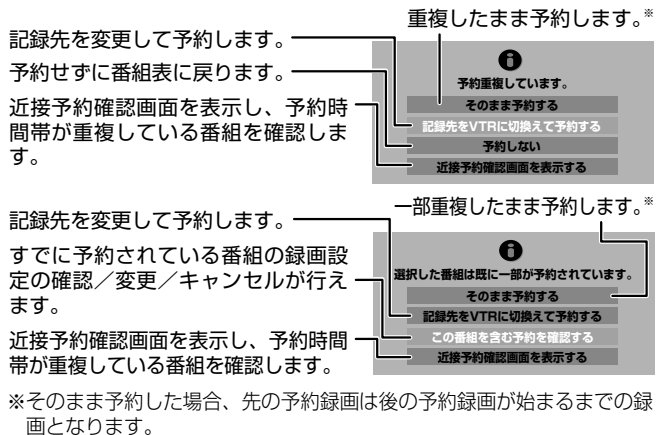 重複したまま予約します。※
記録先を変更して予約します。
予約せずに番組表に戻ります。
近接予約確認画面を表示し、予約時
間帯が重複している番組を確認しま
す。
予約重複しています。
そのまま予約する
記録先をVTRに切換えて予約する
予約しない
近接予約確認画面を表示する
一部重複したまま予約します。※
記録先を変更して予約します。
すでに予約されている番組の録画設
定の確認／変更／キャンセルが行え
ます。
近接予約確認画面を表示し、予約時間
帯が重複している番組を確認します。
選択した番組は既に一部が予約されています。
そのまま予約する
記録先をVTRに切換えて予約する
この番組を含む予約を確認する
近接予約確認画面を表示する
※そのまま予約した場合、先の予約録画は後の予約録画が始まるまでの録
画となります。